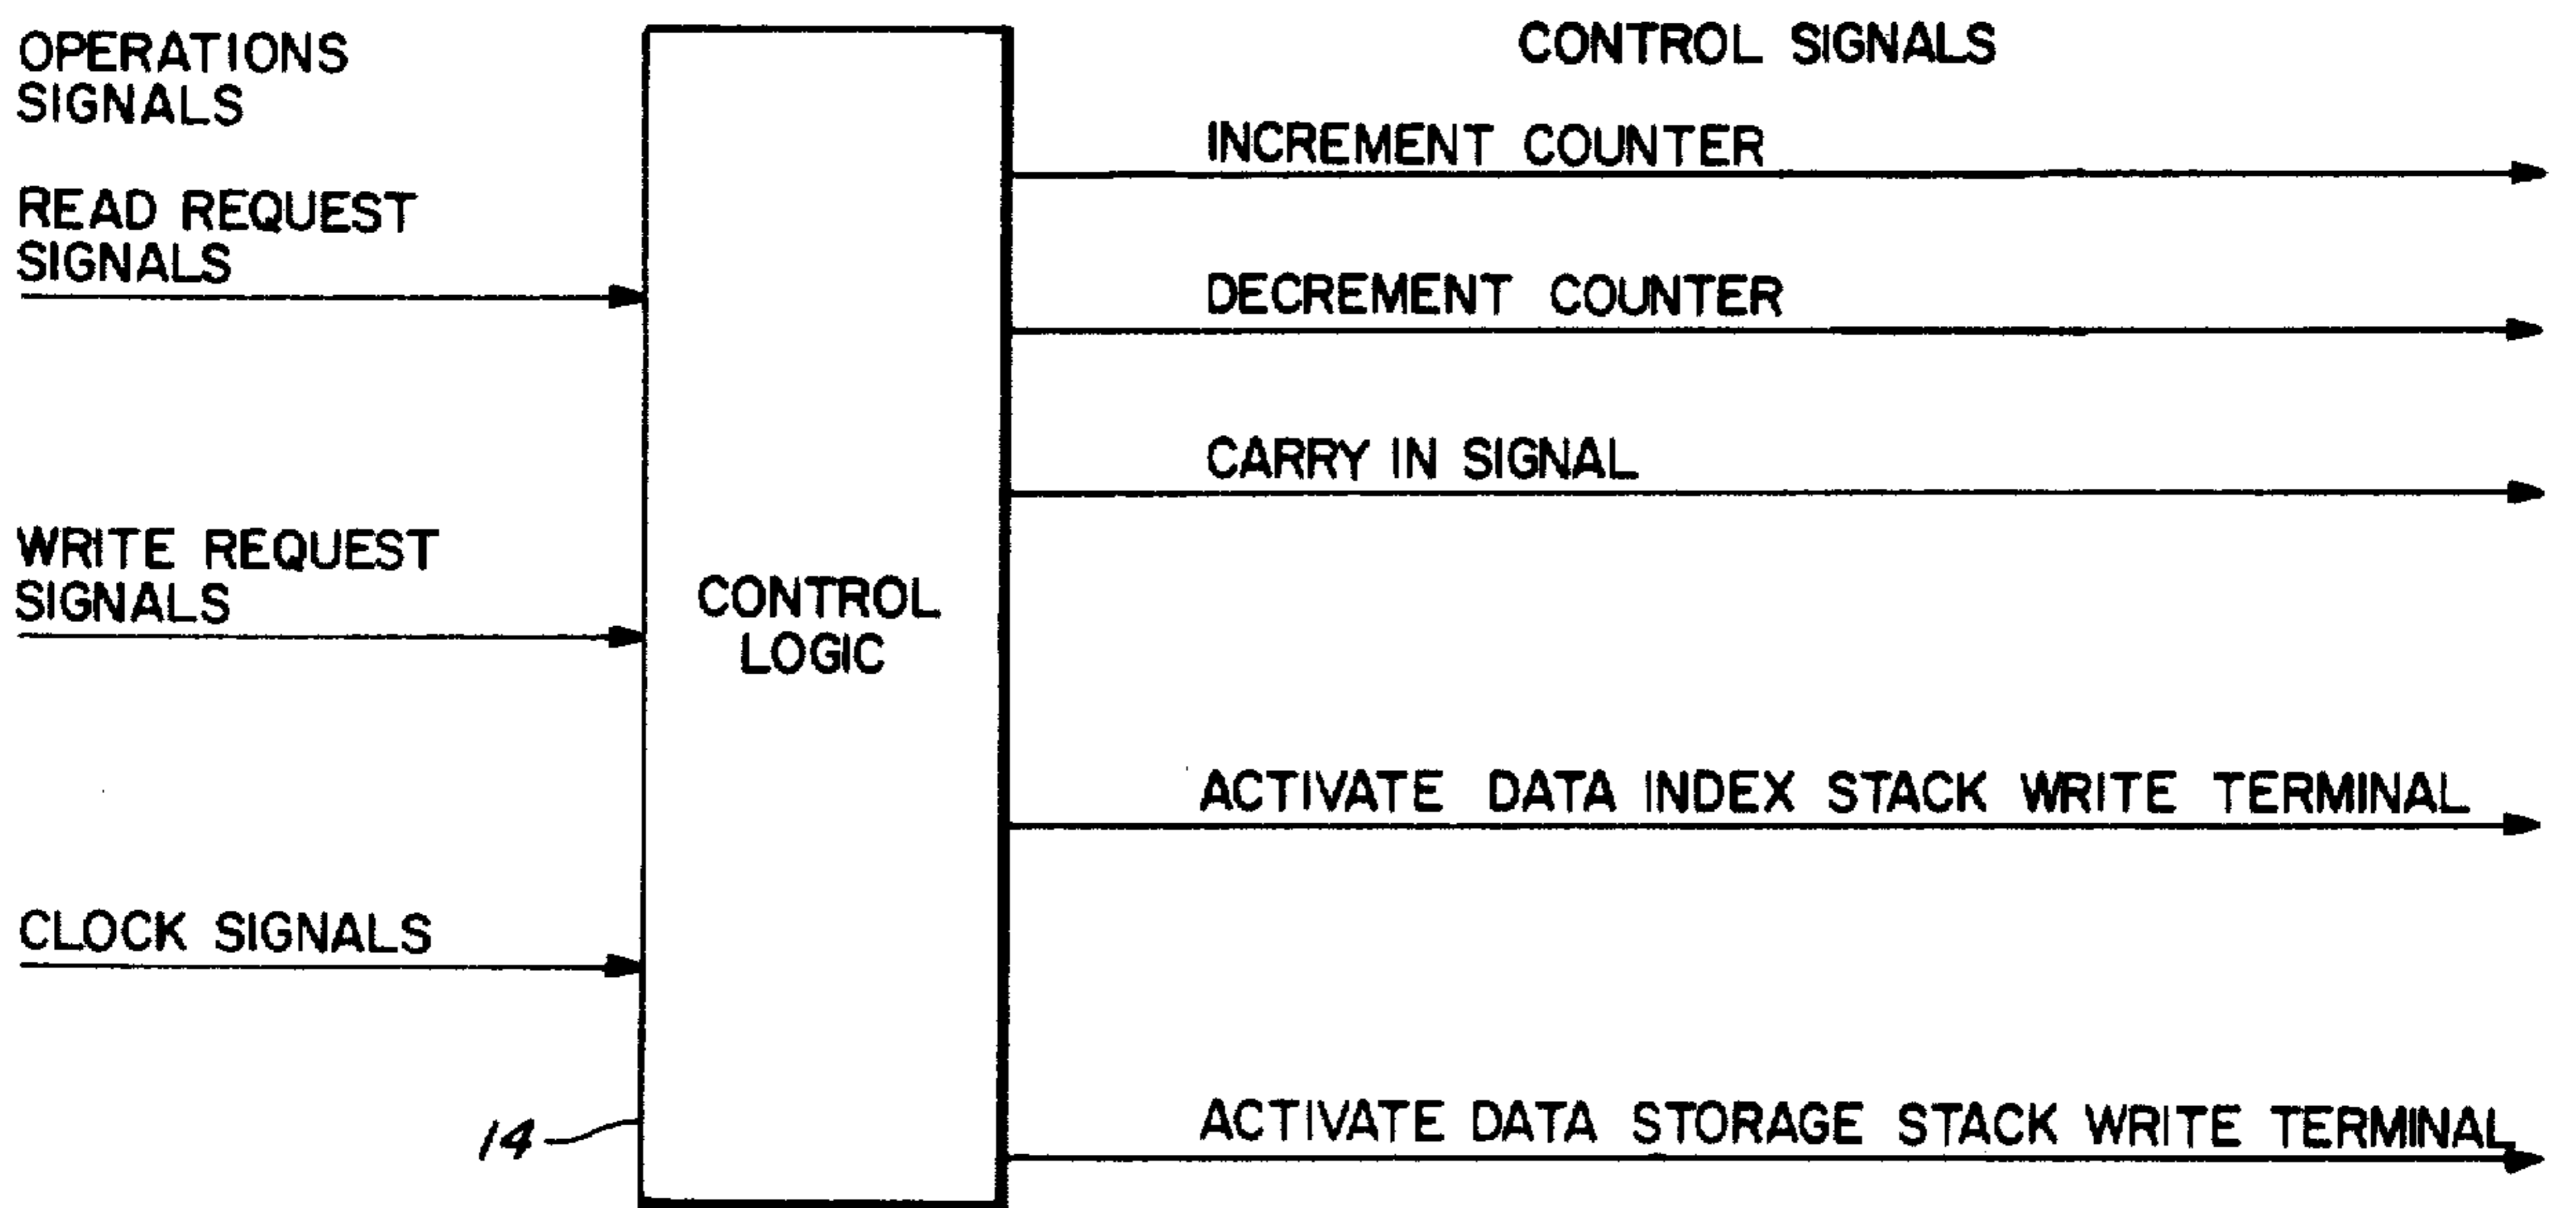 OPERATIONS
SIGNALS
READ REQUEST
SIGNALS
WRITE REQUEST
SIGNALS
CLOCK SIGNALS
14
CONTROL
LOGIC
CONTROL SIGNALS
INCREMENT COUNTER
DECREMENT COUNTER
CARRY IN SIGNAL
ACTIVATE DATA INDEX STACK WRITE TERMINAL
ACTIVATE DATA STORAGE STACK WRITE TERMINAL